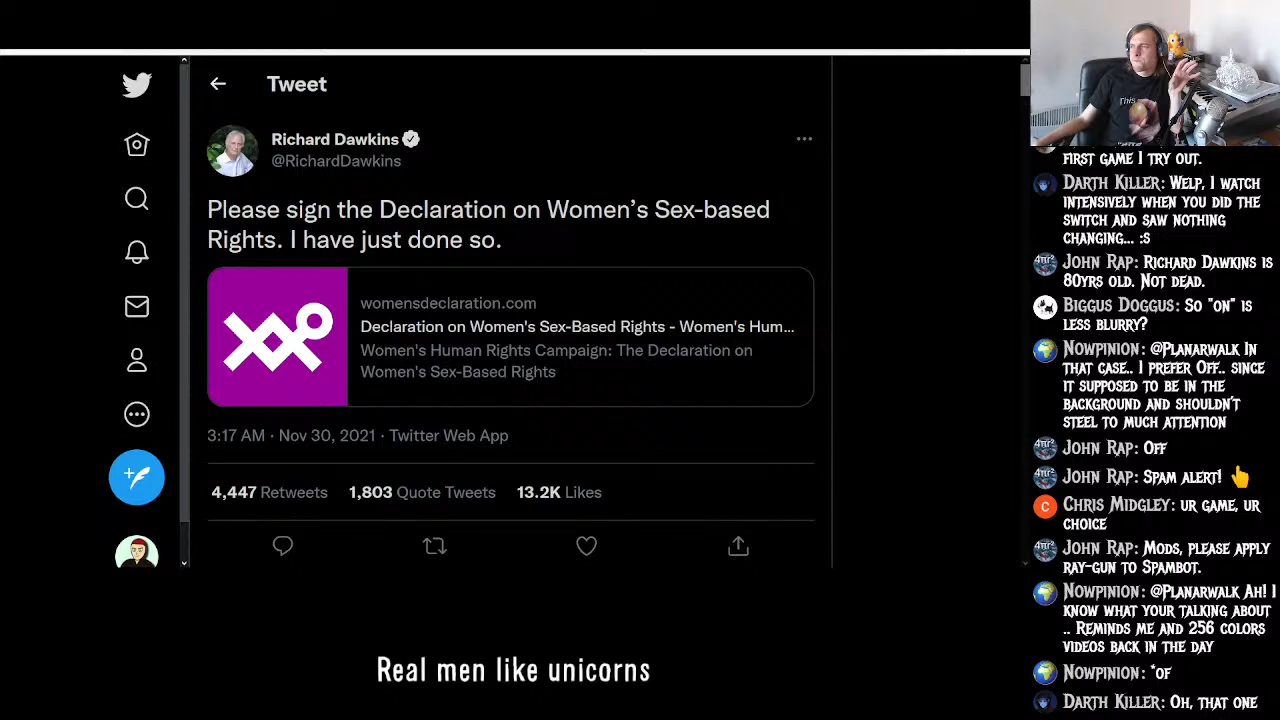 Tweet
Richard Dawkins
@RichardDawkins
Please sign the Declaration on Women’s Sex-based
Rights. I have just done so.
womensdeclaration.com
Declaration on Women's Sex-Based Rights - Women's Hum...
Women's Human Rights Campaign: The Declaration on
Women's Sex-Based Rights
3:17 AM · Nov 30, 2021 · Twitter Web App
4,447 Retweets 1,803 Quote Tweets 13.2K Likes
Real men like unicorns
This
first game I try out.
Darth Killer: Welp, I watch
intensively when you did the
switch and saw nothing
changing... :s
John Rap: Richard Dawkins is
80yrs old. Not dead.
Biggus Doggus: So "on" is
less blurry?
Nowpinion: @Planarwalk In
that case.. I prefer Off.. since
it supposed to be in the
background and shouldn't
steel to much attention
John Rap: Off
John Rap: Spam alert! 👆
Chris Midgley: ur game, ur
choice
John Rap: Mods, please apply
ray-gun to Spambot.
Nowpinion: @Planarwalk Ah! I
know what your talking about
.. Reminds me and 256 colors
videos back in the day
Nowpinion: *of
Darth Killer: Oh, that one